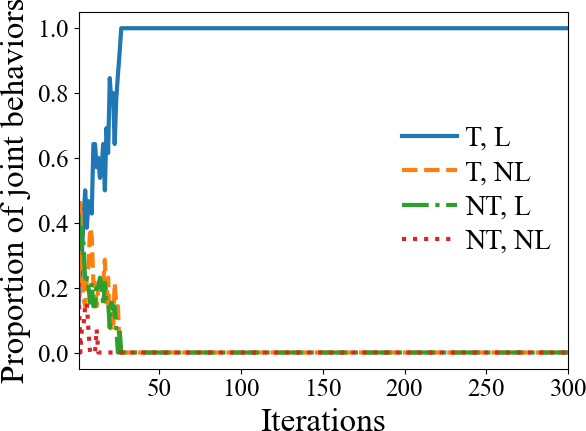 Proportion of joint behaviors
1.0
0.8
0.6
0.4
0.2
0.0
T, L
T, NL
NT, L
NT, NL
50 100 150 200 250 300
Iterations